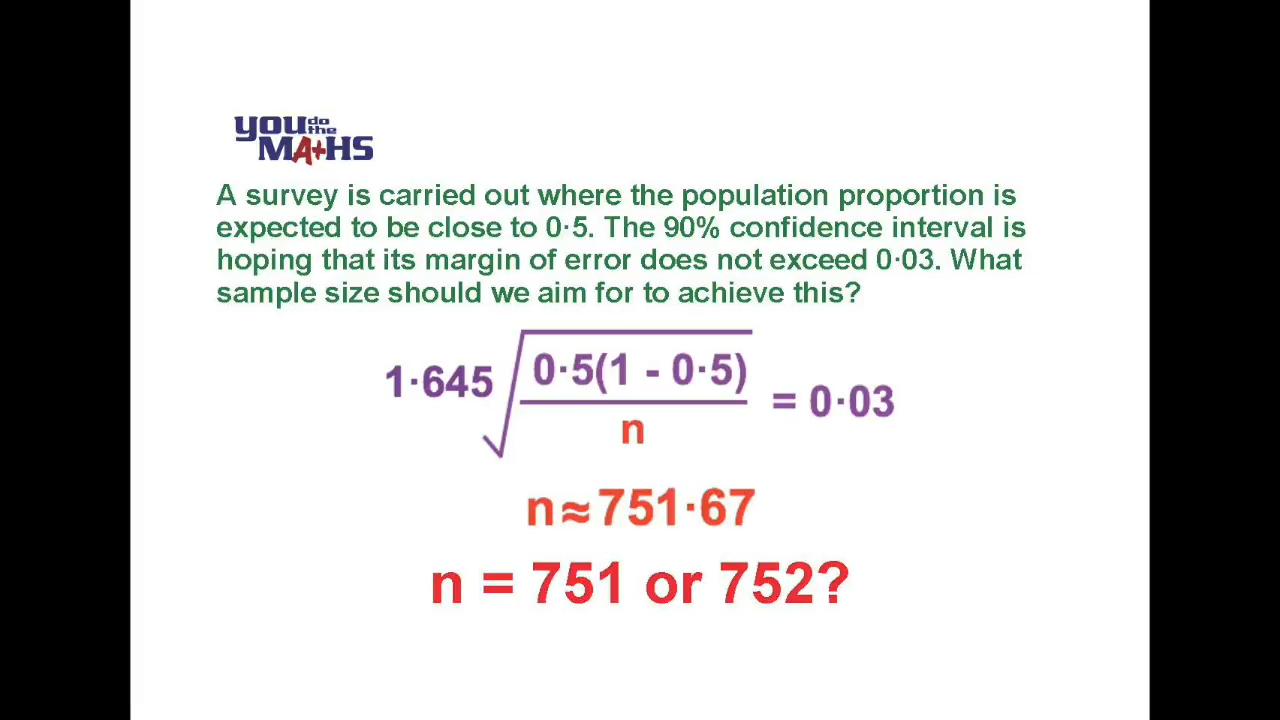 you do the
MA+HS
A survey is carried out where the population proportion is
expected to be close to 0·5. The 90% confidence interval is
hoping that its margin of error does not exceed 0·03. What
sample size should we aim for to achieve this?
1·645 √ 0·5(1 - 0·5)
= 0·03
n
n≈751·67
n = 751 or 752?